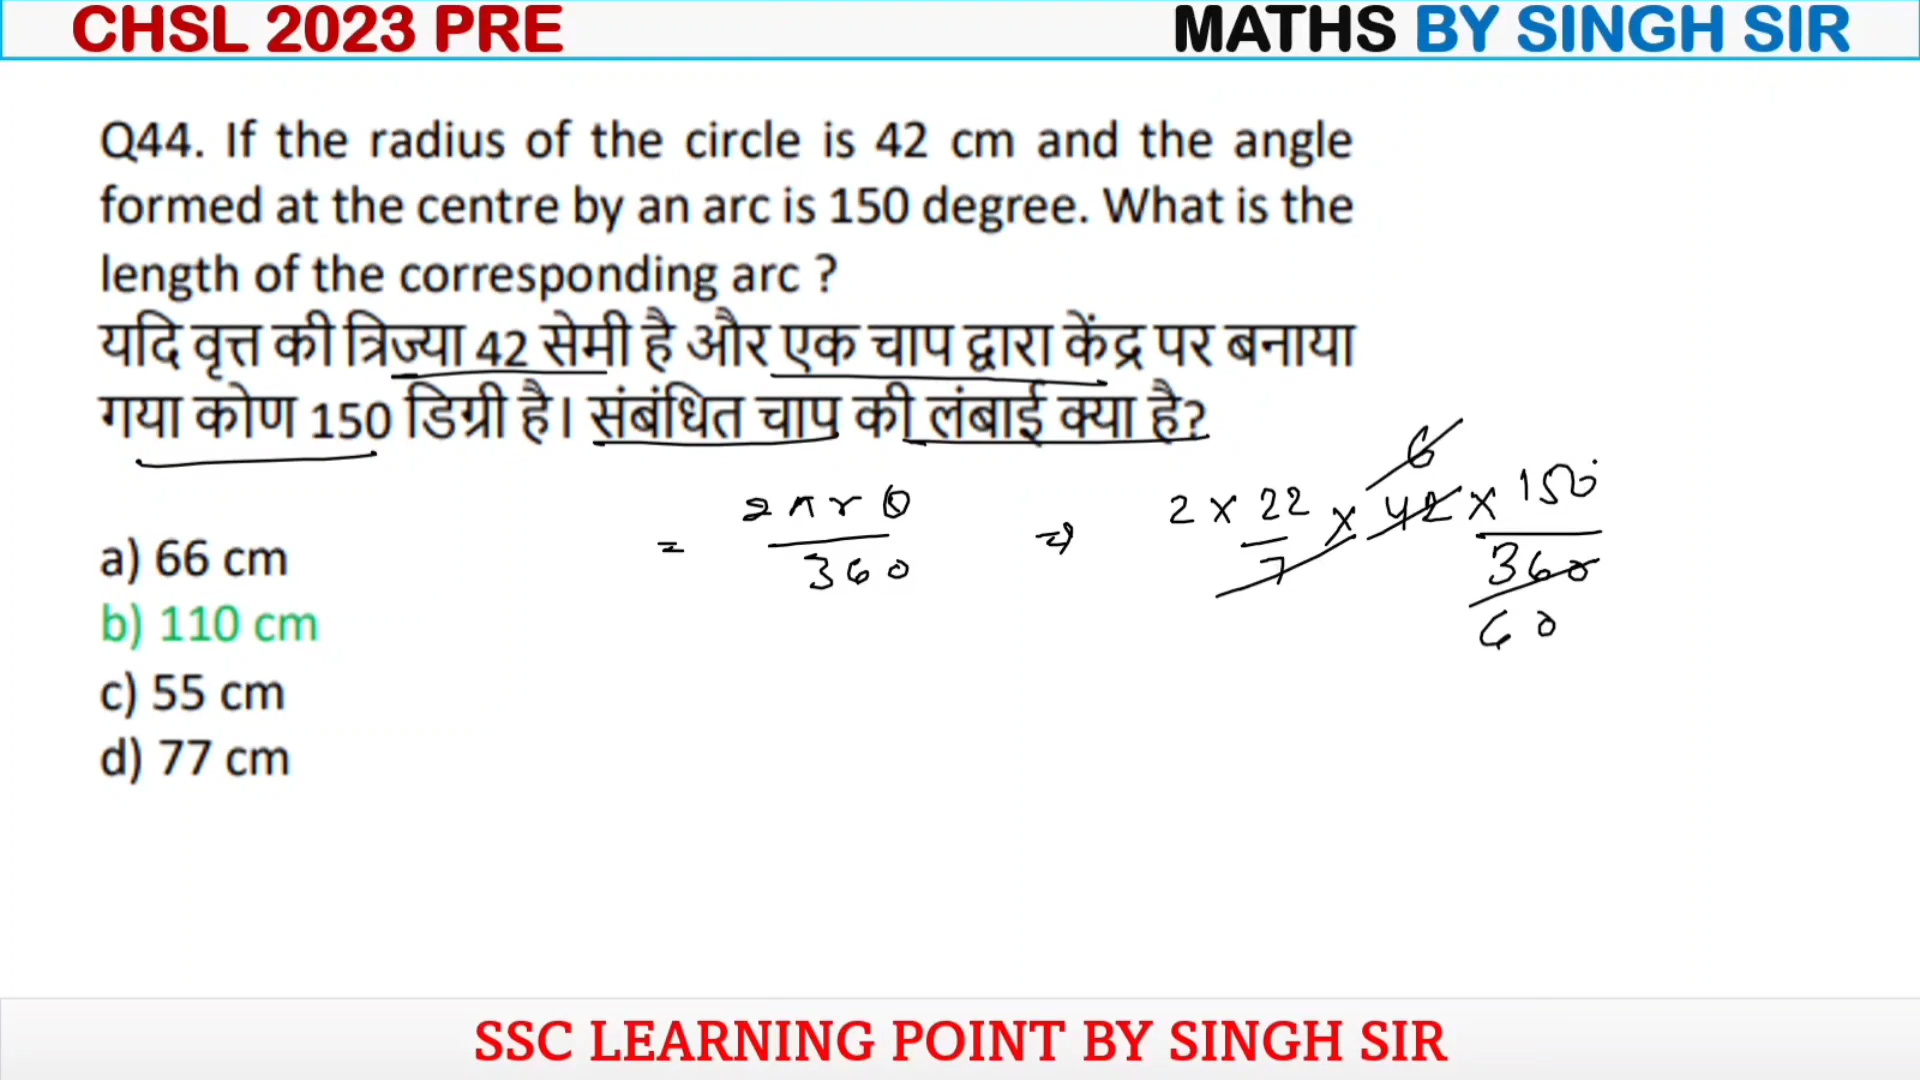 CHSL 2023 PRE
MATHS BY SINGH SIR
Q44. If the radius of the circle is 42 cm and the angle
formed at the centre by an arc is 150 degree. What is the
length of the corresponding arc ?
यदि वृत्त की त्रिज्या 42 सेमी है और एक चाप द्वारा केंद्र पर बनाया
गया कोण 150 डिग्री है। संबंधित चाप की लंबाई क्या है?
a) 66 cm
b) 110 cm
c) 55 cm
d) 77 cm
= 2πrθ
360
⇒ 2 × 22 × 42 × 150
7 360
6
60
SSC LEARNING POINT BY SINGH SIR